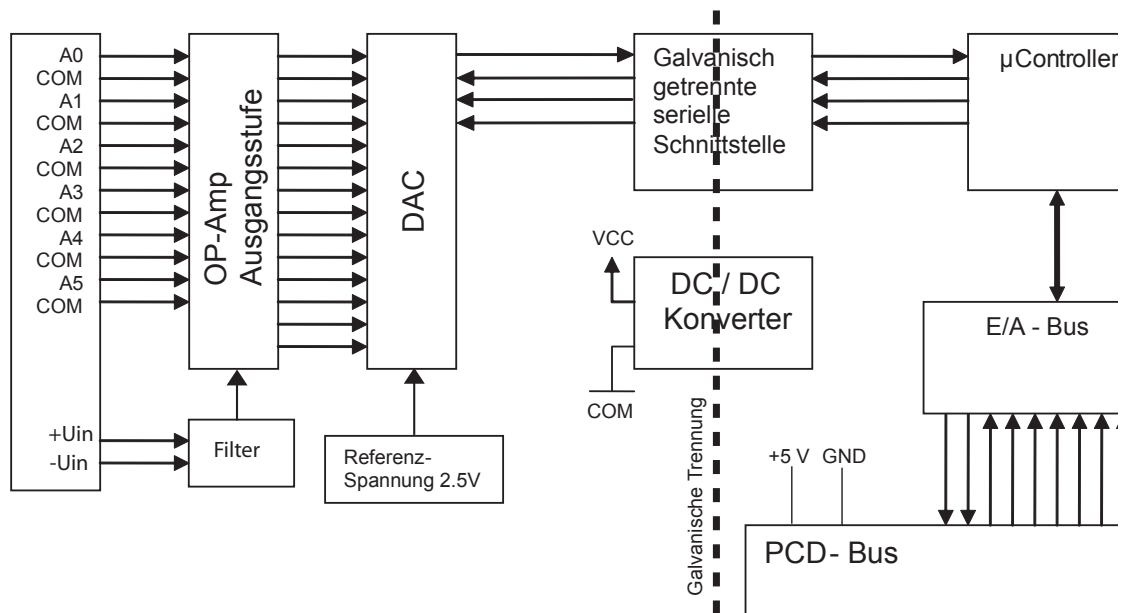 A0
COM
A1
COM
A2
COM
A3
COM
A4
COM
A5
COM
+Uin
-Uin
OP-Amp
Ausgangsstufe
Filter
DAC
Referenz-
Spannung 2.5V
Galvanisch
getrennte
serielle
Schnittstelle
VCC
DC / DC
Konverter
COM
Galvanische Trennung
µController
E/A - Bus
+5 V GND
PCD - Bus